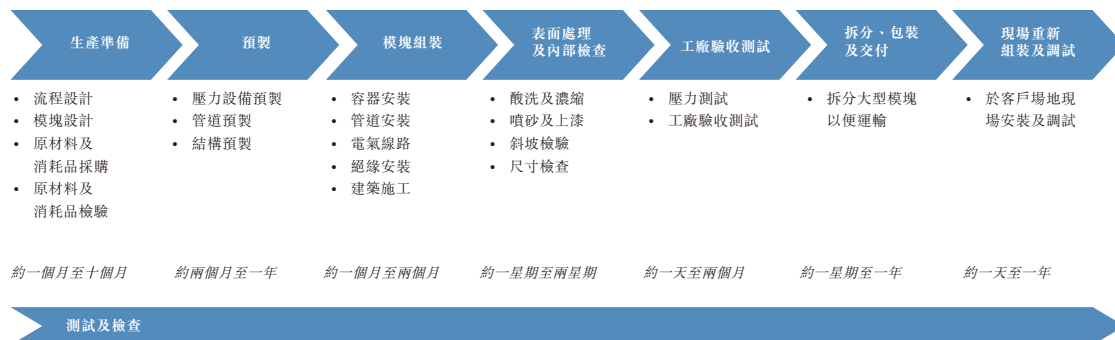 生產準備
預製
模塊組裝
表面處理
及內部檢查
工廠驗收測試
拆分、包裝
及交付
現場重新
組裝及調試
• 流程設計
• 模塊設計
• 原材料及
消耗品採購
• 原材料及
消耗品檢驗
• 壓力設備預製
• 管道預製
• 結構預製
• 容器安裝
• 管道安裝
• 電氣線路
• 絕緣安裝
• 建築施工
• 酸洗及濃縮
• 噴砂及上漆
• 斜坡檢驗
• 尺寸檢查
• 壓力測試
• 工廠驗收測試
• 拆分大型模塊
以便運輸
• 於客戶場地現
場安裝及調試
約一個月至十個月
約兩個月至一年
約一個月至兩個月
約一星期至兩星期
約一天至兩個月
約一星期至一年
約一天至一年
測試及檢查